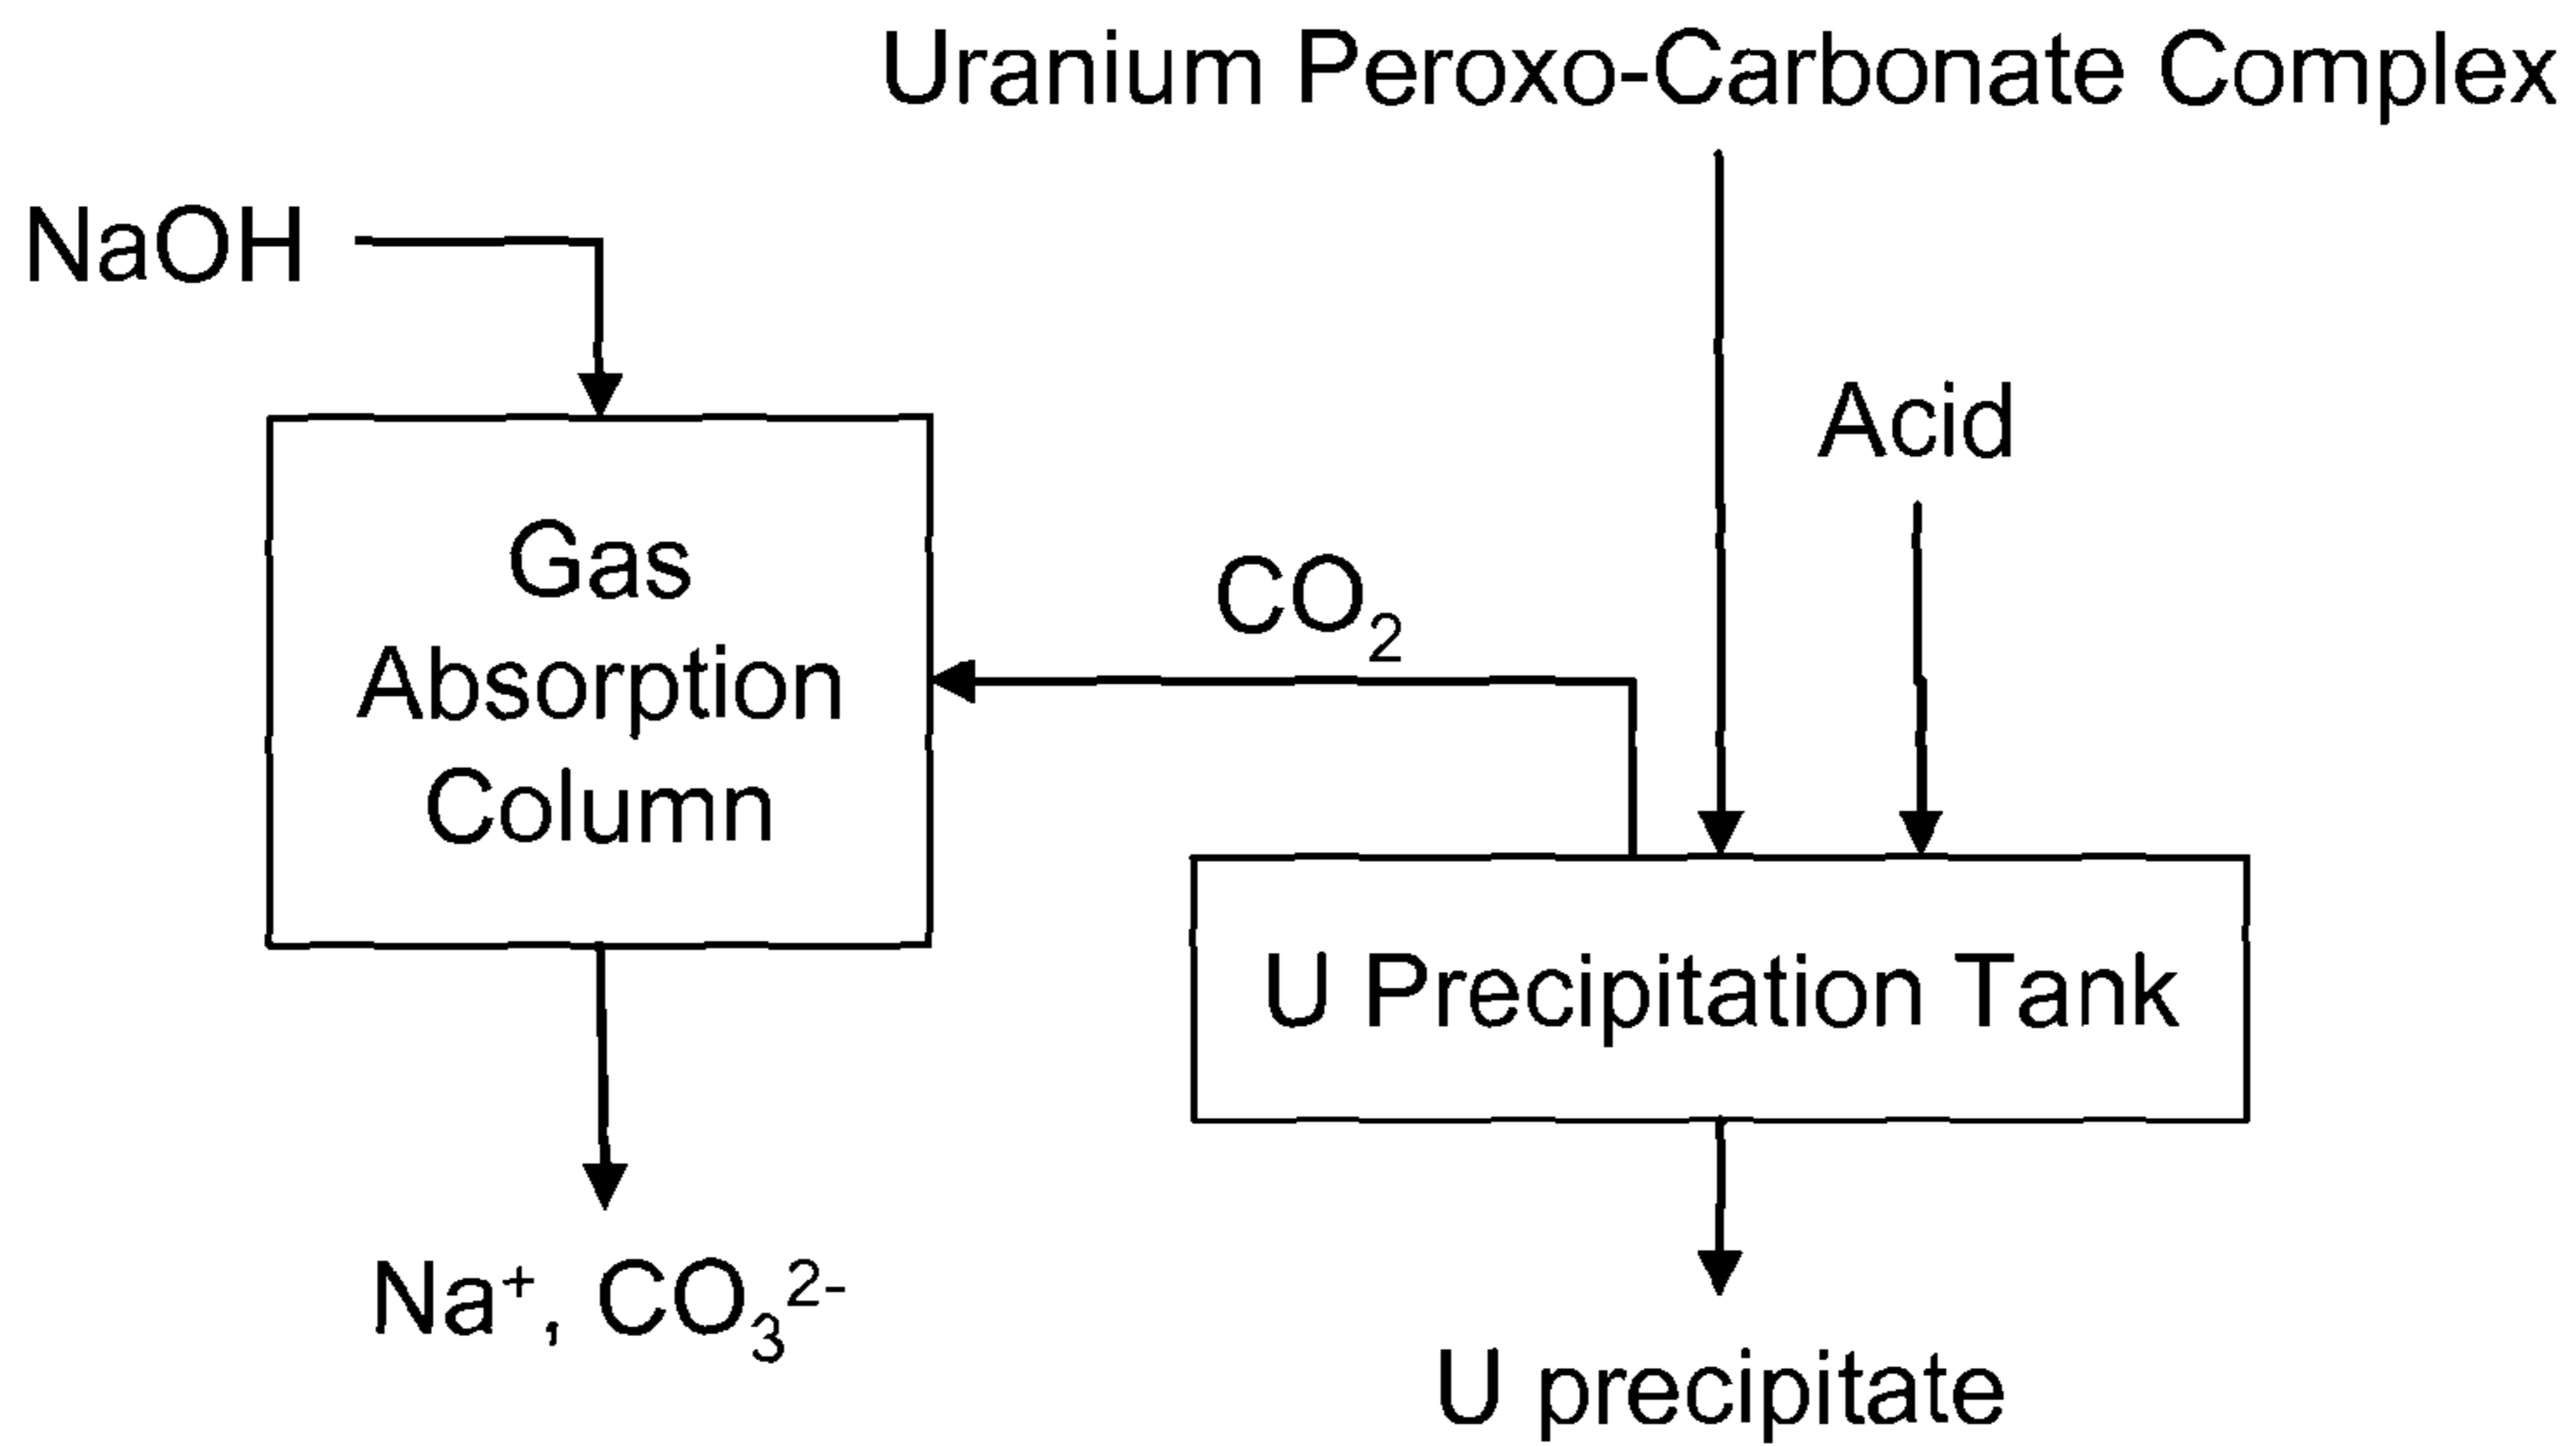 Uranium Peroxo-Carbonate Complex
NaOH
Acid
Gas
Absorption
Column
CO₂
U Precipitation Tank
Na⁺, CO₃²⁻
U precipitate